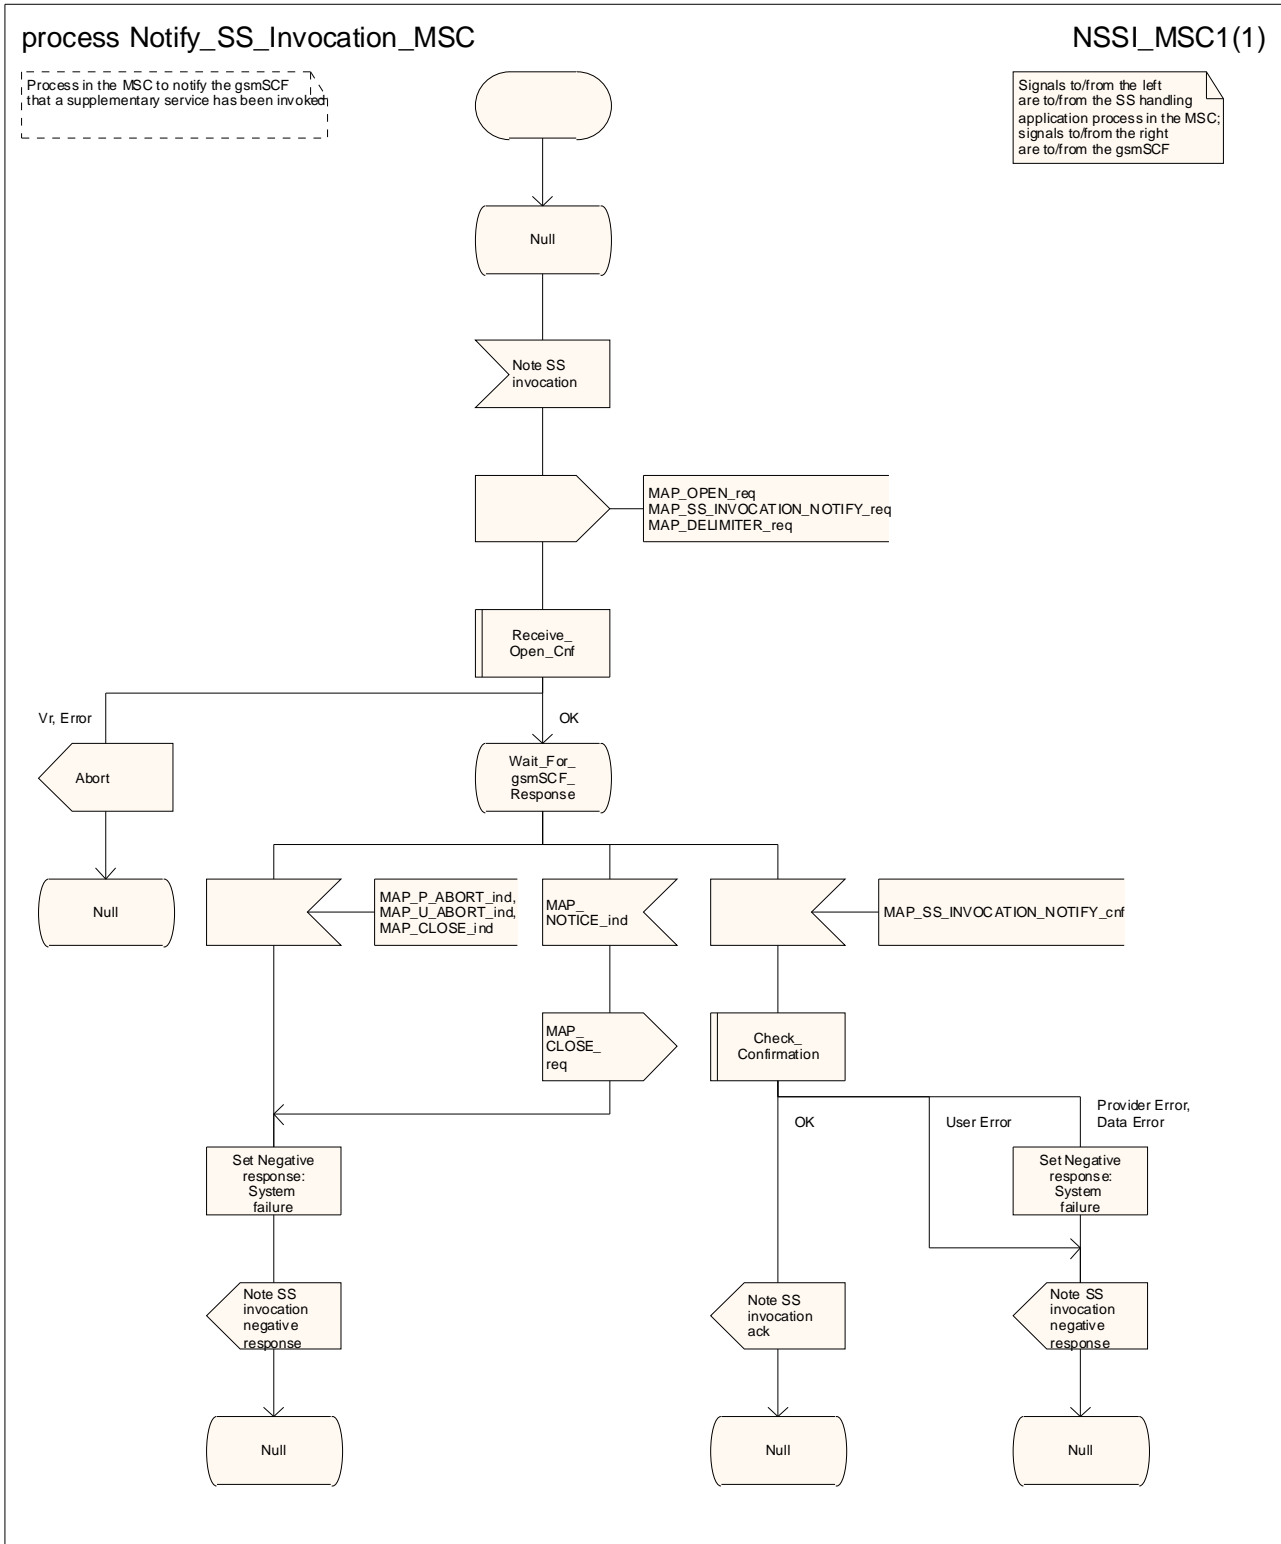 process Notify_SS_Invocation_MSC
NSSI_MSC1(1)
Process in the MSC to notify the gsmSCF
that a supplementary service has been invoked
Signals to/from the left
are to/from the SS handling
application process in the MSC;
signals to/from the right
are to/from the gsmSCF
Null
Note SS
invocation
MAP_OPEN_req
MAP_SS_INVOCATION_NOTIFY_req
MAP_DELIMITER_req
Receive_
Open_Cnf
Vr, Error
OK
Abort
Wait_For_
gsmSCF_
Response
Null
MAP_P_ABORT_ind,
MAP_U_ABORT_ind,
MAP_CLOSE_ind
MAP_
NOTICE_ind
MAP_SS_INVOCATION_NOTIFY_cnf
MAP_
CLOSE_
req
Check_
Confirmation
OK
User Error
Provider Error,
Data Error
Set Negative
response:
System
failure
Set Negative
response:
System
failure
Note SS
invocation
negative
response
Note SS
invocation
ack
Note SS
invocation
negative
response
Null
Null
Null